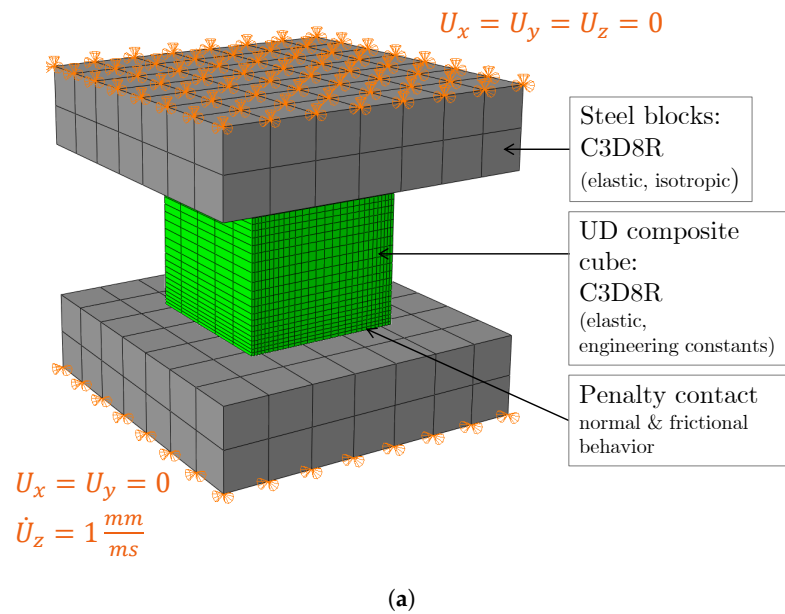 U_x = U_y = U_z = 0
Steel blocks:
C3D8R
(elastic, isotropic)
UD composite
cube:
C3D8R
(elastic,
engineering constants)
Penalty contact
normal & frictional
behavior
U_x = U_y = 0
U̇_z = 1 mm/ms
(a)